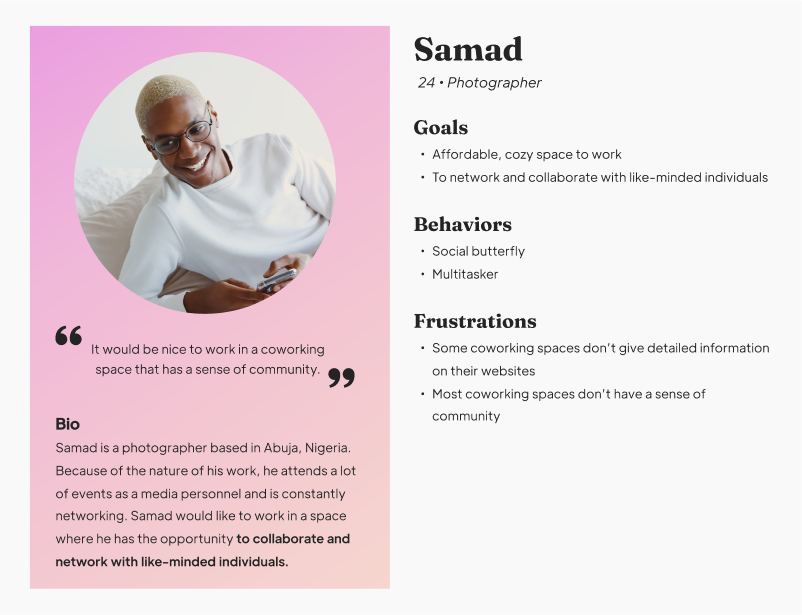 “ It would be nice to work in a coworking
space that has a sense of community. ”
Bio
Samad is a photographer based in Abuja, Nigeria.
Because of the nature of his work, he attends a lot
of events as a media personnel and is constantly
networking. Samad would like to work in a space
where he has the opportunity to collaborate and
network with like-minded individuals.
Samad
24 • Photographer
Goals
• Affordable, cozy space to work
• To network and collaborate with like-minded individuals
Behaviors
• Social butterfly
• Multitasker
Frustrations
• Some coworking spaces don't give detailed information
on their websites
• Most coworking spaces don't have a sense of
community